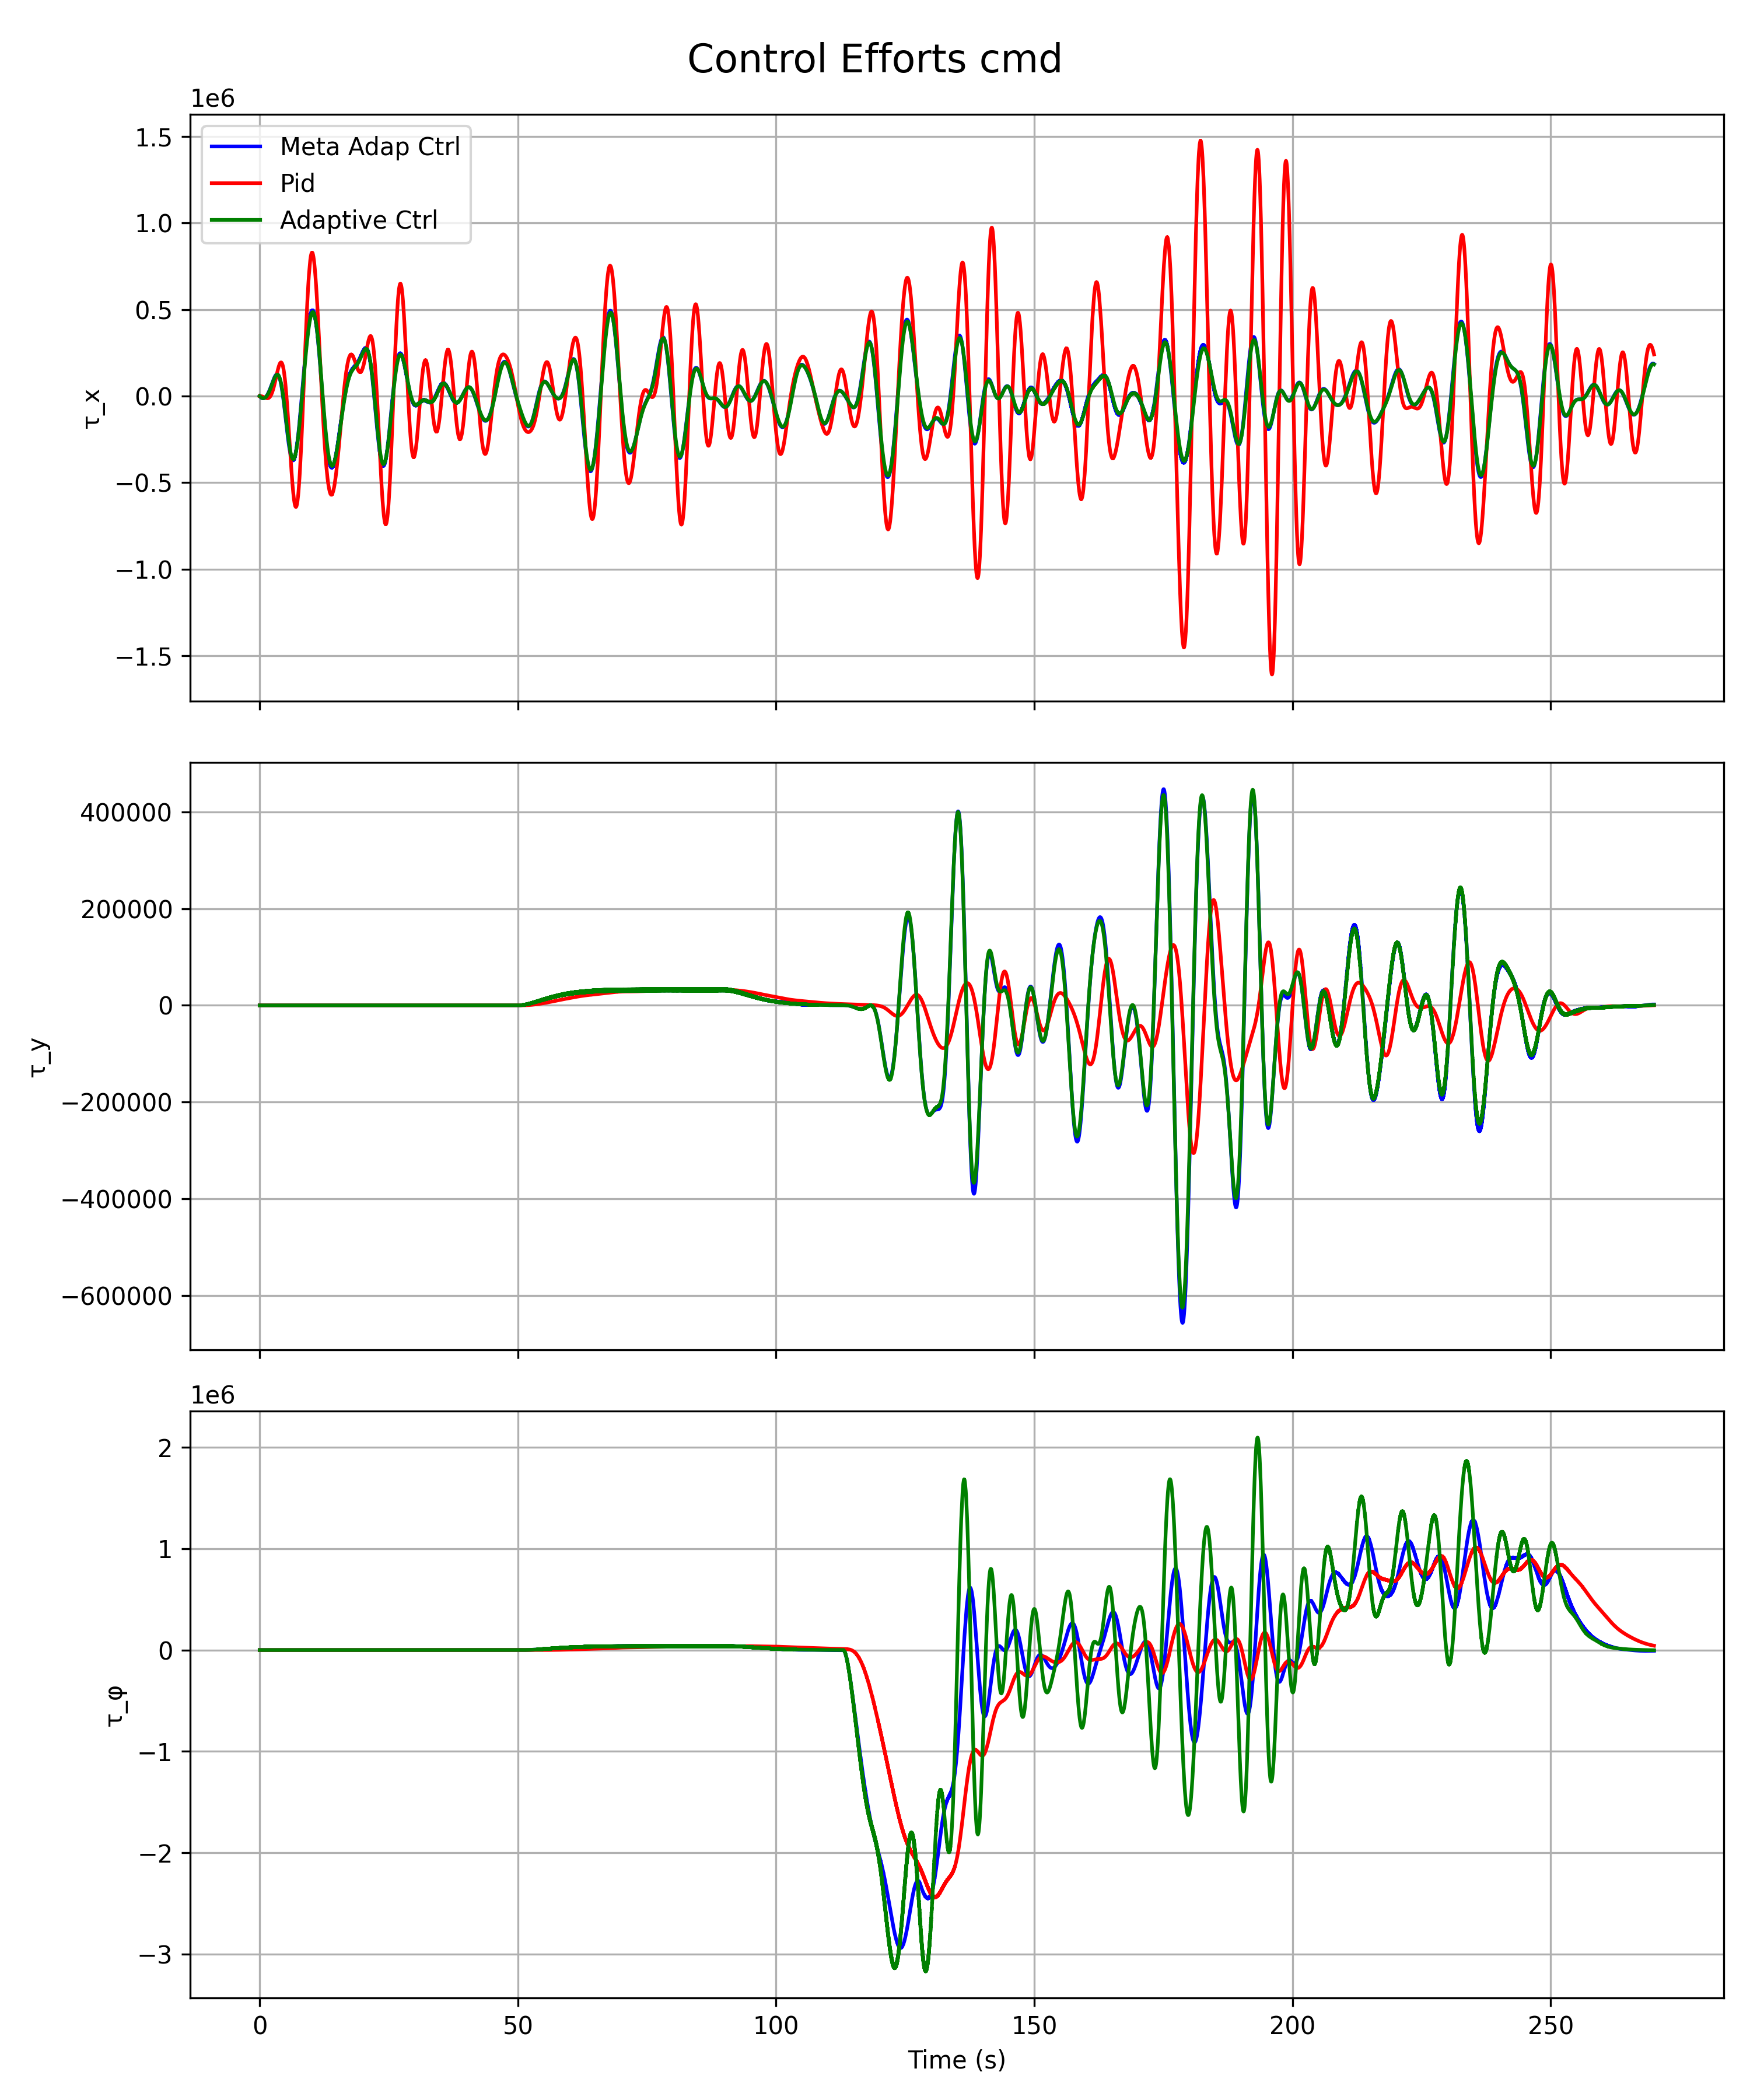 Control Efforts cmd
1e6
Meta Adap Ctrl
Pid
Adaptive Ctrl
1.5
1.0
0.5
0.0
−0.5
−1.0
−1.5
τ_x
400000
200000
0
−200000
−400000
−600000
τ_y
1e6
2
1
0
−1
−2
−3
τ_φ
0 50 100 150 200 250
Time (s)